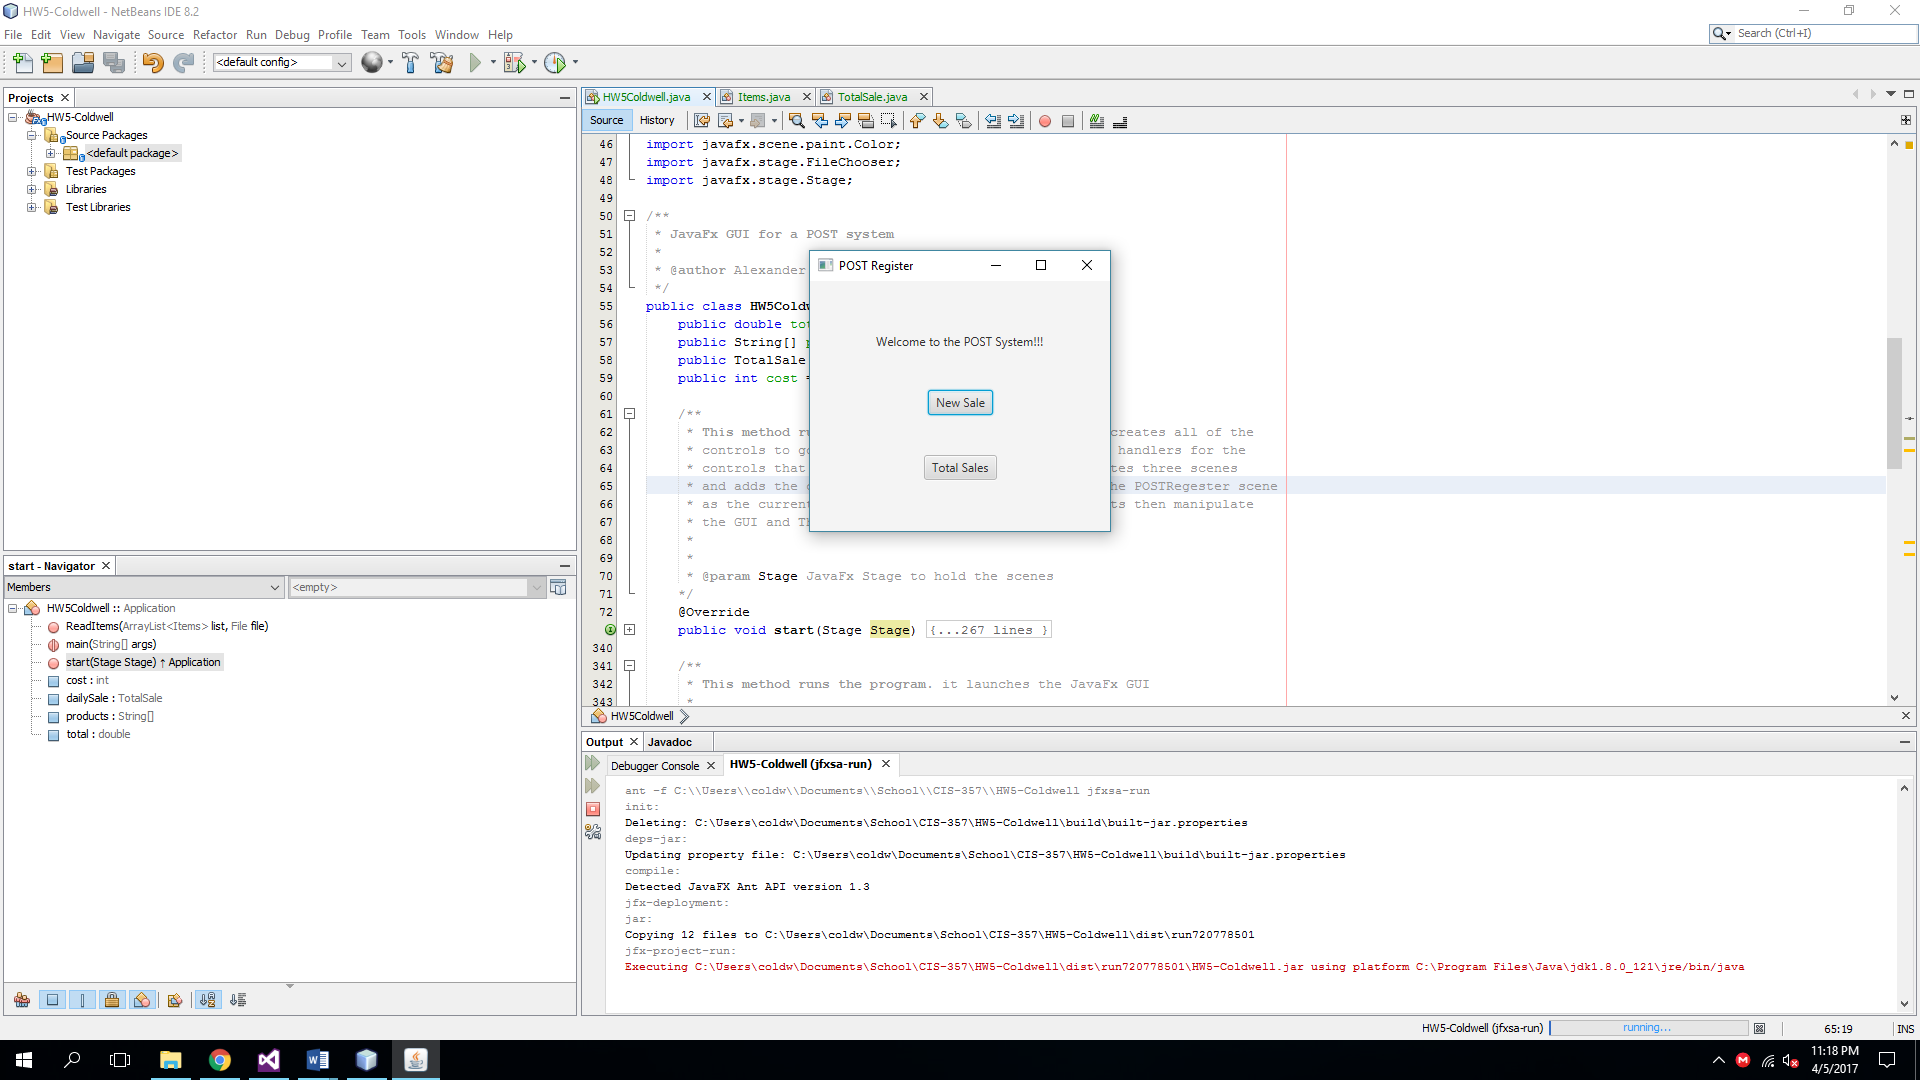 HW5-Coldwell - NetBeans IDE 8.2
File Edit View Navigate Source Refactor Run Debug Profile Team Tools Window Help
Search (Ctrl+I)
<default config>
Projects
HW5-Coldwell
Source Packages
<default package>
Test Packages
Libraries
Test Libraries
start - Navigator
Members
<empty>
HW5Coldwell :: Application
ReadItems(ArrayList<Items> list, File file)
main(String[] args)
start(Stage Stage) ↑ Application
cost : int
dailySale : TotalSale
products : String[]
total : double
HW5Coldwell.java Items.java TotalSale.java
Source History
46 import javafx.scene.paint.Color;
47 import javafx.stage.FileChooser;
48 import javafx.stage.Stage;
49
50 /**
51 * JavaFx GUI for a POST system
52 *
53 * @author Alexander
54 */
55 public class HW5Coldw
56 public double tot
57 public String[] p
58 public TotalSale
59 public int cost =
60
61 /**
62 * This method ru creates all of the
63 * controls to go handlers for the
64 * controls that tes three scenes
65 * and adds the c he POSTRegester scene
66 * as the current ts then manipulate
67 * the GUI and Th
68 *
69 *
70 * @param Stage JavaFx Stage to hold the scenes
71 */
72 @Override
public void start(Stage Stage) {...267 lines }
340
341 /**
342 * This method runs the program. it launches the JavaFx GUI
343 *
POST Register
Welcome to the POST System!!!
New Sale
Total Sales
HW5Coldwell
Output Javadoc
Debugger Console HW5-Coldwell (jfxsa-run)
ant -f C:\\Users\\coldw\\Documents\\School\\CIS-357\\HW5-Coldwell jfxsa-run
init:
Deleting: C:\Users\coldw\Documents\School\CIS-357\HW5-Coldwell\build\built-jar.properties
deps-jar:
Updating property file: C:\Users\coldw\Documents\School\CIS-357\HW5-Coldwell\build\built-jar.properties
compile:
Detected JavaFX Ant API version 1.3
jfx-deployment:
jar:
Copying 12 files to C:\Users\coldw\Documents\School\CIS-357\HW5-Coldwell\dist\run720778501
jfx-project-run:
Executing C:\Users\coldw\Documents\School\CIS-357\HW5-Coldwell\dist\run720778501\HW5-Coldwell.jar using platform C:\Program Files\Java\jdk1.8.0_121\jre/bin/java
HW5-Coldwell (jfxsa-run) running... 65:19 INS
11:18 PM
4/5/2017